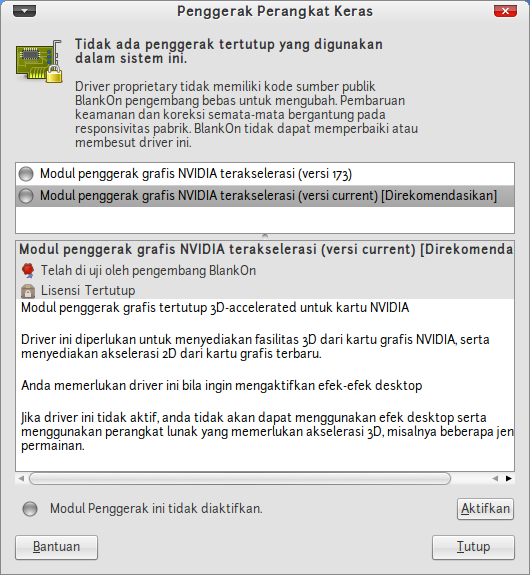 Penggerak Perangkat Keras
Tidak ada penggerak tertutup yang digunakan
dalam sistem ini.
Driver proprietary tidak memiliki kode sumber publik
BlankOn pengembang bebas untuk mengubah. Pembaruan
keamanan dan koreksi semata-mata bergantung pada
responsivitas pabrik. BlankOn tidak dapat memperbaiki atau
membesut driver ini.
Modul penggerak grafis NVIDIA terakselerasi (versi 173)
Modul penggerak grafis NVIDIA terakselerasi (versi current) [Direkomendasikan]
Modul penggerak grafis NVIDIA terakselerasi (versi current) [Direkomenda
Telah di uji oleh pengembang BlankOn
Lisensi Tertutup
Modul penggerak grafis tertutup 3D-accelerated untuk kartu NVIDIA
Driver ini diperlukan untuk menyediakan fasilitas 3D dari kartu grafis NVIDIA, serta
menyediakan akselerasi 2D dari kartu grafis terbaru.
Anda memerlukan driver ini bila ingin mengaktifkan efek-efek desktop
Jika driver ini tidak aktif, anda tidak akan dapat menggunakan efek desktop serta
menggunakan perangkat lunak yang memerlukan akselerasi 3D, misalnya beberapa jen
permainan.
Modul Penggerak ini tidak diaktifkan.
Aktifkan
Bantuan
Tutup